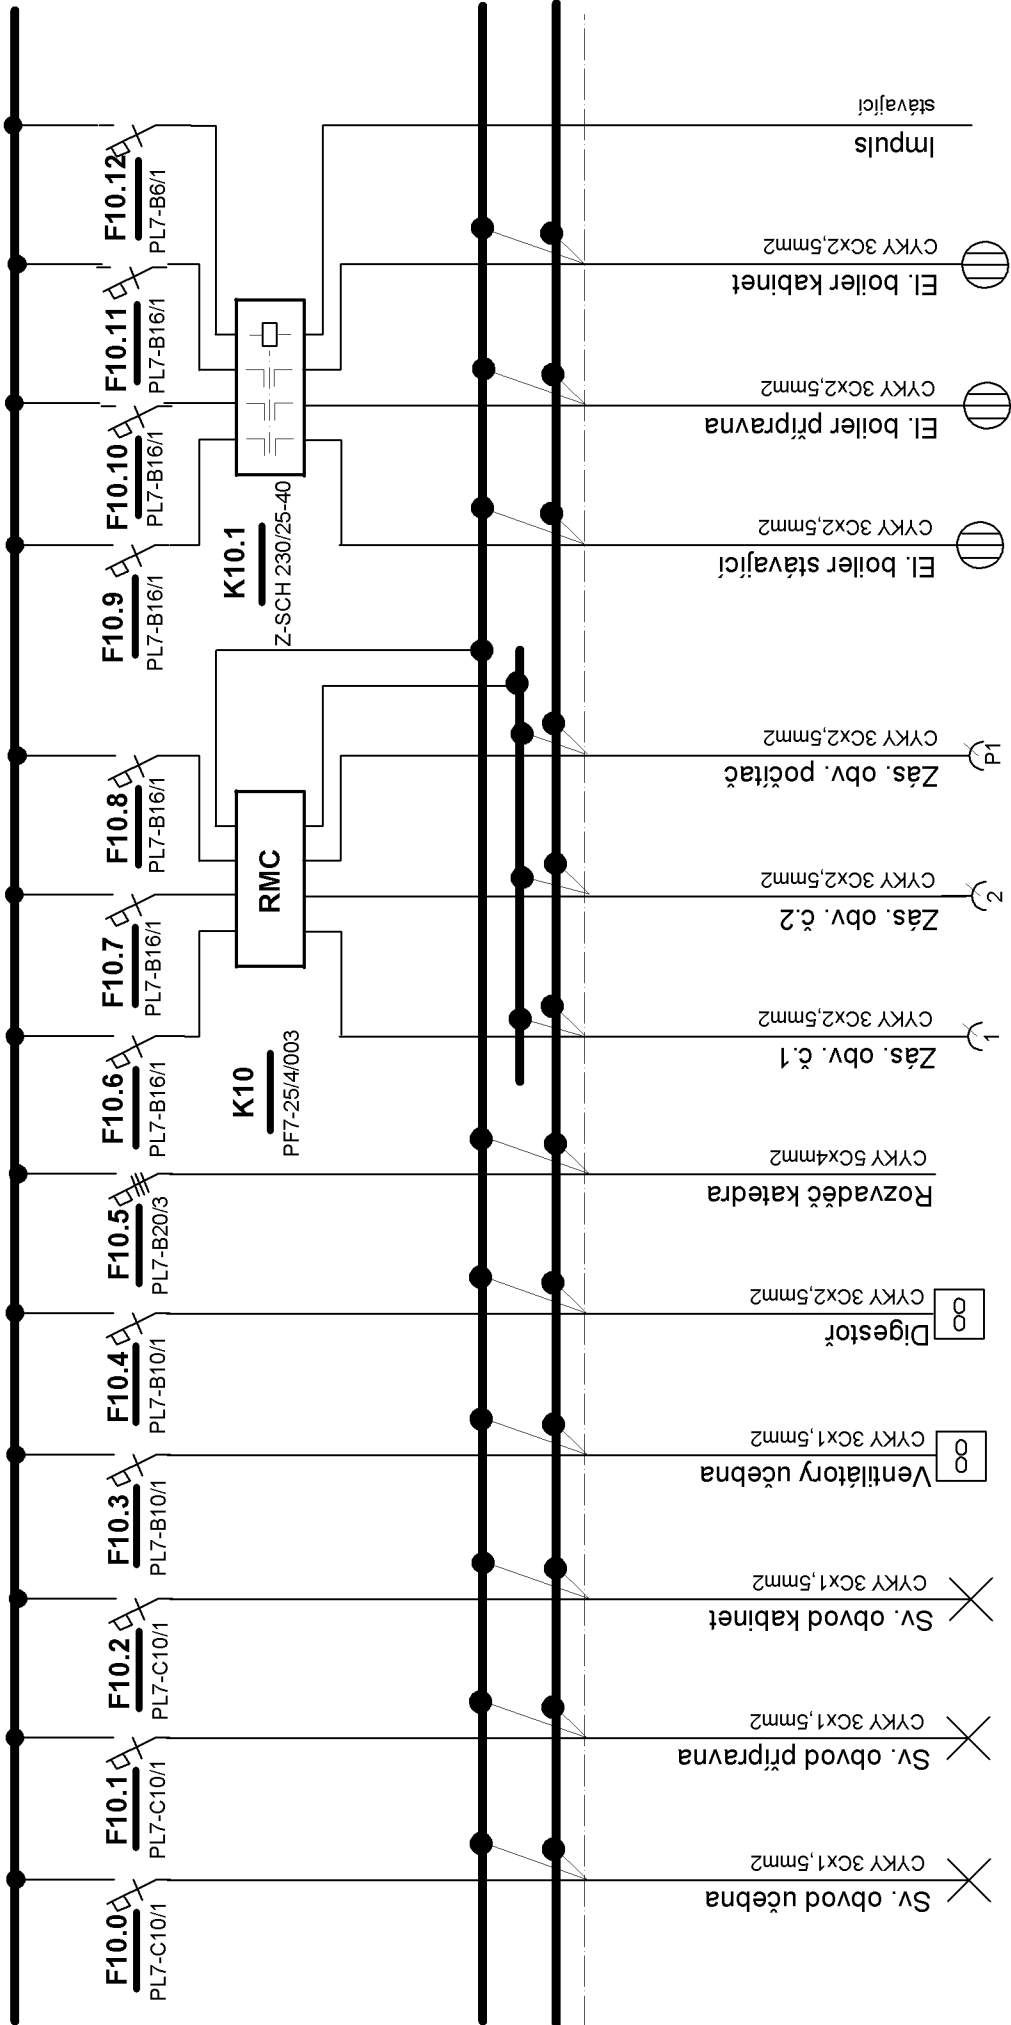 F10.12
PL7-B6/1
stávající
Impuls
F10.11
PL7-B16/1
CYKY 3Cx2,5mm2
El. boiler kabinet
F10.10
PL7-B16/1
CYKY 3Cx2,5mm2
El. boiler přípravna
F10.9
PL7-B16/1
CYKY 3Cx2,5mm2
El. boiler stávající
K10.1
Z-SCH 230/25-40
F10.8
PL7-B16/1
CYKY 3Cx2,5mm2
Zás. obv. počítač
P1
F10.7
PL7-B16/1
RMC
CYKY 3Cx2,5mm2
Zás. obv. č.2
2
F10.6
PL7-B16/1
K10
PF7-25/4/003
CYKY 3Cx2,5mm2
Zás. obv. č.1
1
F10.5
PL7-B20/3
CYKY 5Cx4mm2
Rozvaděč katedra
F10.4
PL7-B10/1
CYKY 3Cx2,5mm2
Digestoř
F10.3
PL7-B10/1
CYKY 3Cx1,5mm2
Ventilátory učebna
F10.2
PL7-C10/1
CYKY 3Cx1,5mm2
Sv. obvod kabinet
F10.1
PL7-C10/1
CYKY 3Cx1,5mm2
Sv. obvod přípravna
F10.0
PL7-C10/1
CYKY 3Cx1,5mm2
Sv. obvod učebna